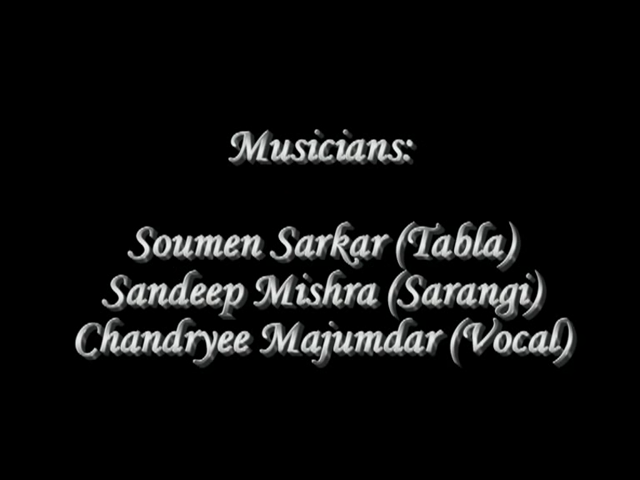 Musicians:
Soumen Sarkar (Tabla)
Sandeep Mishra (Sarangi)
Chandryee Majumdar (Vocal)